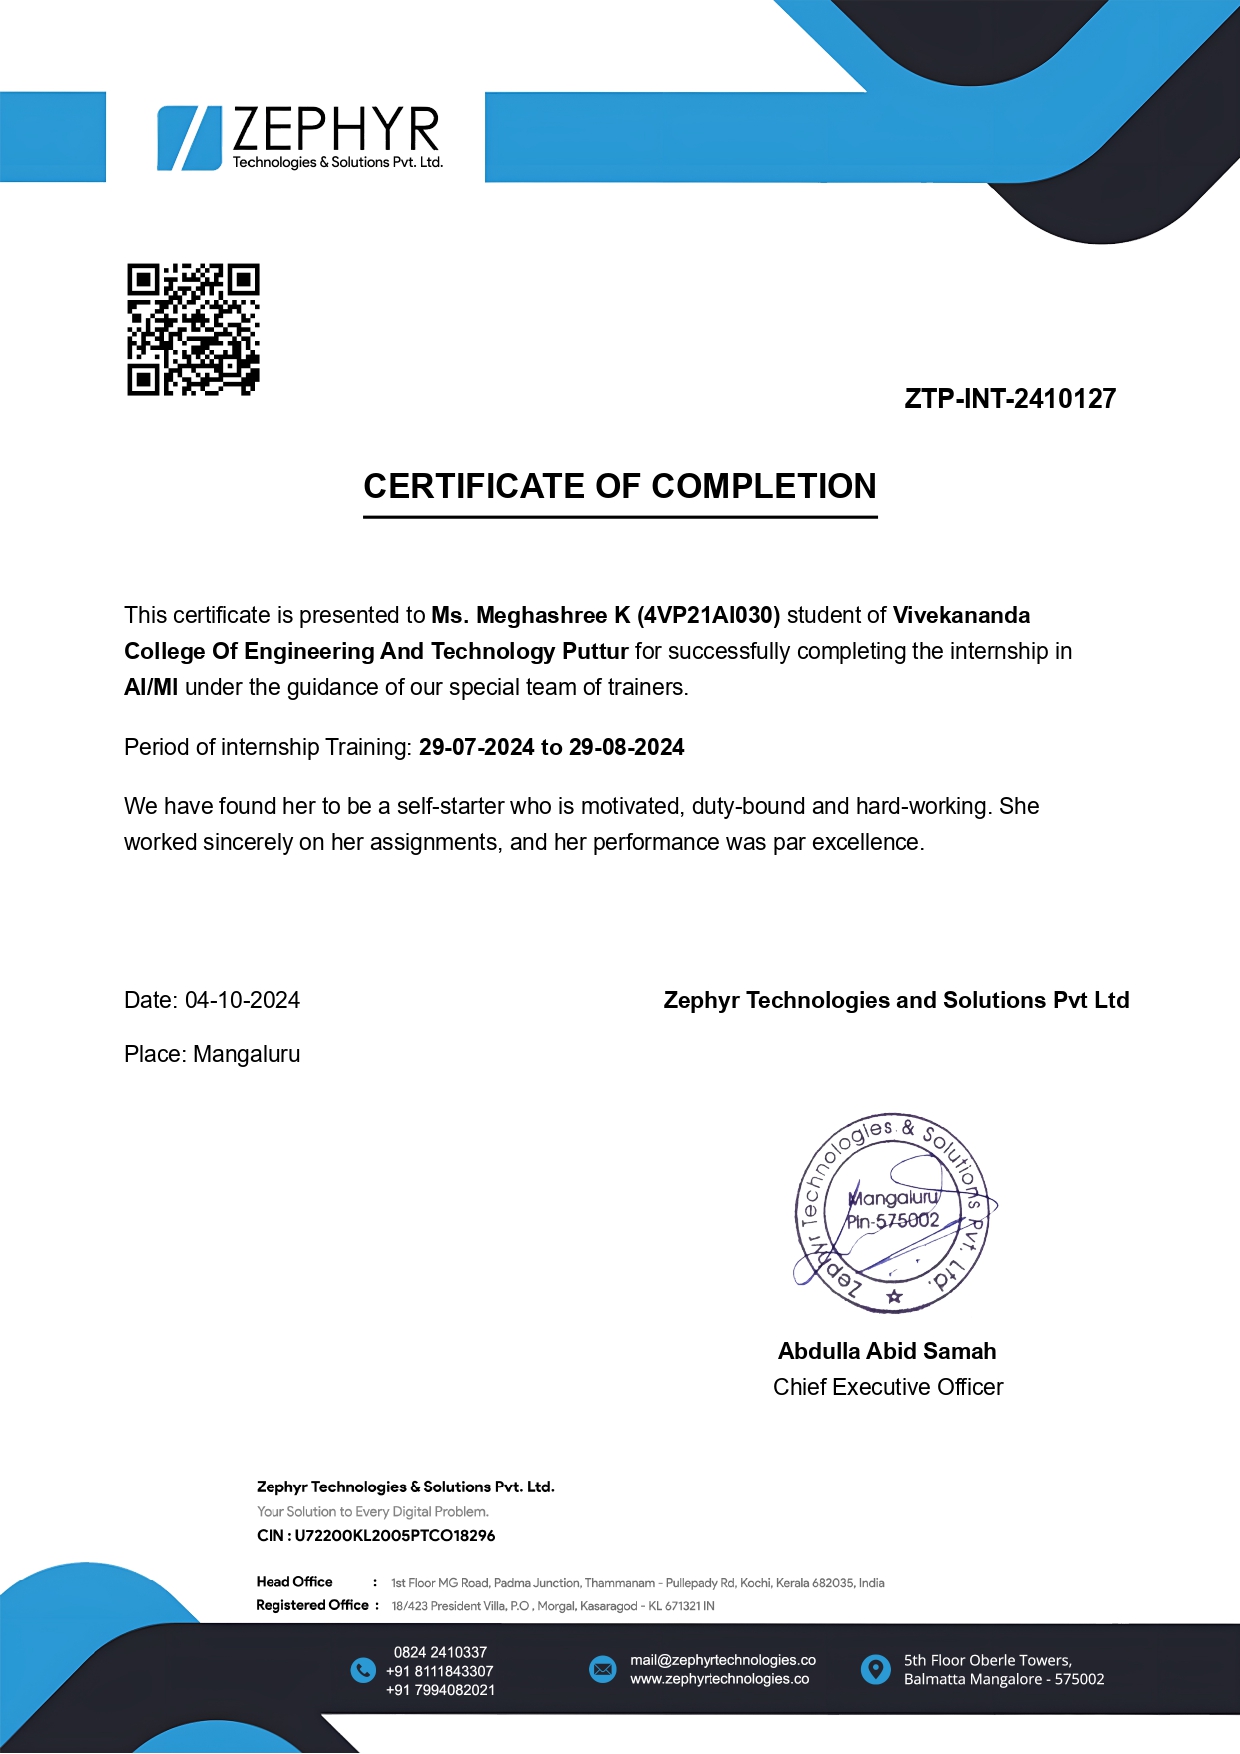 ZEPHYR
Technologies & Solutions Pvt. Ltd.
ZTP-INT-2410127
CERTIFICATE OF COMPLETION
This certificate is presented to Ms. Meghashree K (4VP21AI030) student of Vivekananda
College Of Engineering And Technology Puttur for successfully completing the internship in
AI/Ml under the guidance of our special team of trainers.
Period of internship Training: 29-07-2024 to 29-08-2024
We have found her to be a self-starter who is motivated, duty-bound and hard-working. She
worked sincerely on her assignments, and her performance was par excellence.
Date: 04-10-2024
Zephyr Technologies and Solutions Pvt Ltd
Place: Mangaluru
Zephyr Technologies & Solutions Pvt. Ltd.
Mangaluru
Pin-575002
Abdulla Abid Samah
Chief Executive Officer
Zephyr Technologies & Solutions Pvt. Ltd.
Your Solution to Every Digital Problem.
CIN : U72200KL2005PTCO18296
Head Office : 1st Floor MG Road, Padma Junction, Thammanam - Pullepady Rd, Kochi, Kerala 682035, India
Registered Office : 18/423 President Villa, P.O , Morgal, Kasaragod - KL 671321 IN
0824 2410337
+91 8111843307
+91 7994082021
mail@zephyrtechnologies.co
www.zephyrtechnologies.co
5th Floor Oberle Towers,
Balmatta Mangalore - 575002